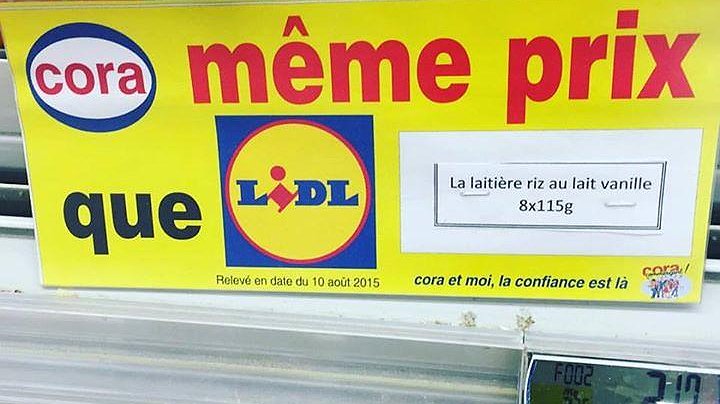 cora même prix
que LIDL
La laitière riz au lait vanille
8x115g
Relevé en date du 10 août 2015
cora et moi, la confiance est là
cora
F002